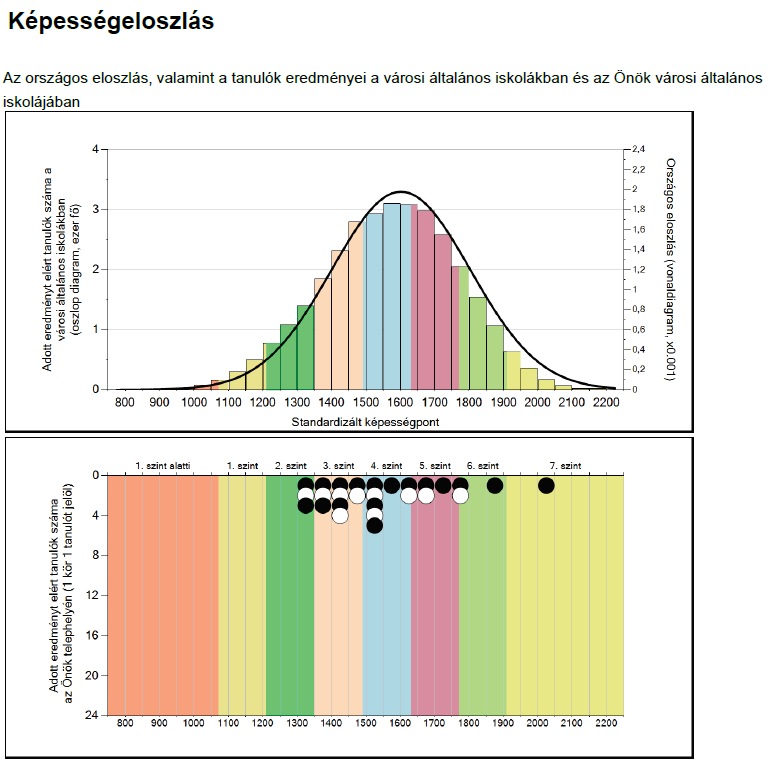 Képességeloszlás
Az országos eloszlás, valamint a tanulók eredményei a városi általános iskolákban és az Önök városi általános
iskolájában
Adott eredményt elért tanulók száma a
városi általános iskolákban
(oszlop diagram, ezer fő)
4
3
2
1
0
2,4
2,2
2
1,8
1,6
1,4
1,2
1
0,8
0,6
0,4
0,2
0
Országos eloszlás (vonaldiagram, x0.001)
800 900 1000 1100 1200 1300 1400 1500 1600 1700 1800 1900 2000 2100 2200
Standardizált képességpont
1. szint alatti 1. szint 2. szint 3. szint 4. szint 5. szint 6. szint 7. szint
Adott eredményt elért tanulók száma
az Önök telephelyén (1 kör 1 tanulót jelöl)
0
4
8
12
16
20
24
800 900 1000 1100 1200 1300 1400 1500 1600 1700 1800 1900 2000 2100 2200